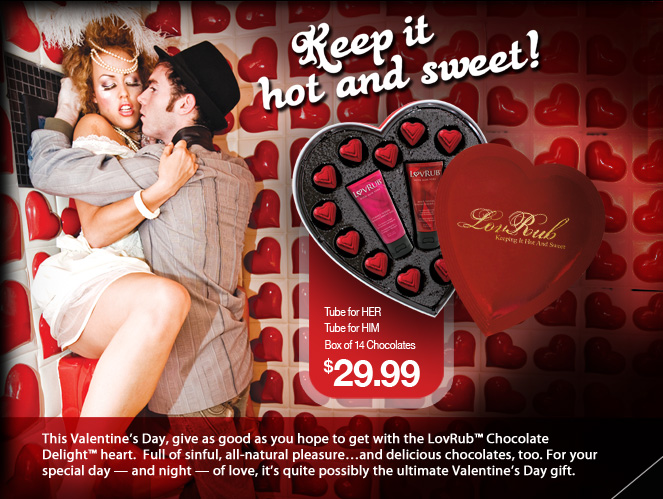 Keep it
hot and sweet!
LovRub
LovRub
LovRub
Keeping It Hot And Sweet
Tube for HER
Tube for HIM
Box of 14 Chocolates
$29.99
This Valentine's Day, give as good as you hope to get with the LovRub™ Chocolate
Delight™ heart.  Full of sinful, all-natural pleasure…and delicious chocolates, too. For your
special day — and night — of love, it's quite possibly the ultimate Valentine's Day gift.